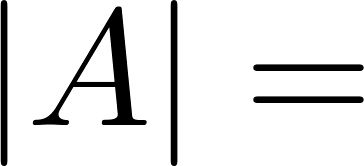 |A| =